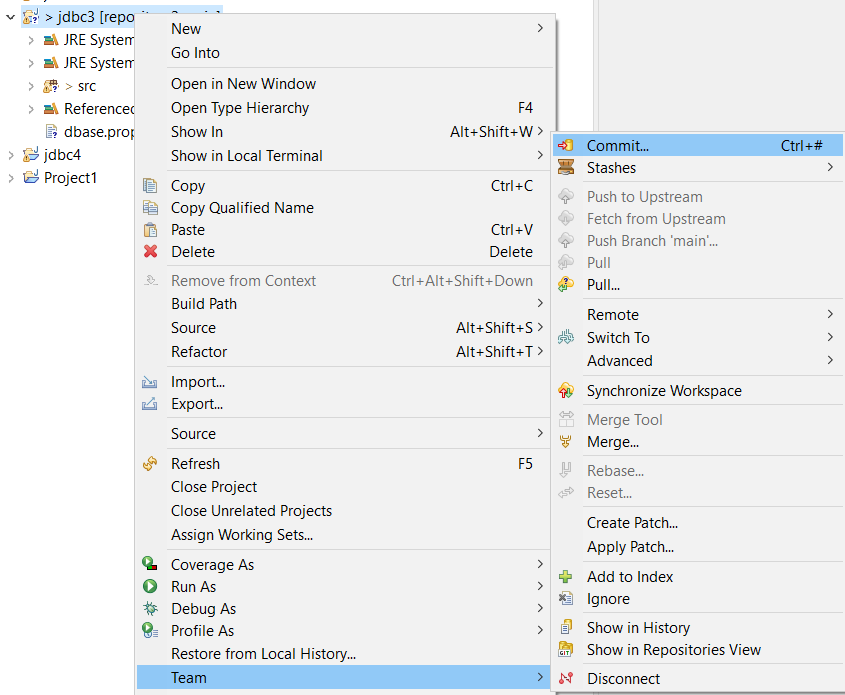 > jdbc3 [repository3 main]
JRE System
JRE System
> src
Referenced
dbase.prop
jdbc4
Project1
New
Go Into
Open in New Window
Open Type Hierarchy F4
Show In Alt+Shift+W
Show in Local Terminal
Copy Ctrl+C
Copy Qualified Name
Paste Ctrl+V
Delete Delete
Remove from Context Ctrl+Alt+Shift+Down
Build Path
Source Alt+Shift+S
Refactor Alt+Shift+T
Import...
Export...
Source
Refresh F5
Close Project
Close Unrelated Projects
Assign Working Sets...
Coverage As
Run As
Debug As
Profile As
Restore from Local History...
Team
Commit... Ctrl+#
Stashes
Push to Upstream
Fetch from Upstream
Push Branch 'main'...
Pull
Pull...
Remote
Switch To
Advanced
Synchronize Workspace
Merge Tool
Merge...
Rebase...
Reset...
Create Patch...
Apply Patch...
Add to Index
Ignore
Show in History
Show in Repositories View
Disconnect